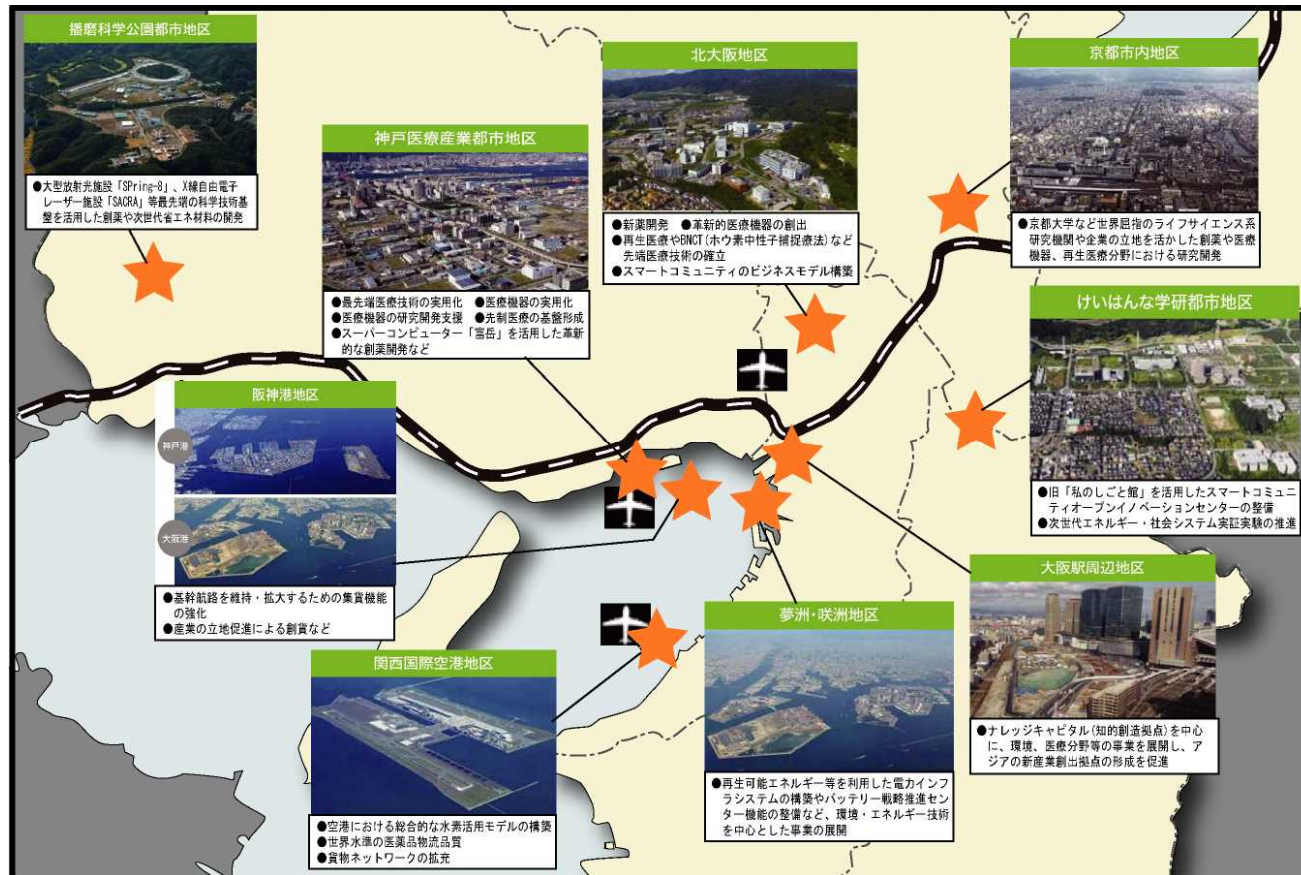 播磨科学公園都市地区
●大型放射光施設「SPring-8」、X線自由電子
レーザー施設「SACRA」等最先端の科学技術基
盤を活用した創薬や次世代省エネ材料の開発
神戸医療産業都市地区
●最先端医療技術の実用化 ●医療機器の実用化
●医療機器の研究開発支援 ●先制医療の基盤形成
●スーパーコンピューター「富岳」を活用した革新
的な創薬開発など
北大阪地区
●新薬開発 ●革新的医療機器の創出
●再生医療やBNCT(ホウ素中性子捕捉療法)など
先端医療技術の確立
●スマートコミュニティのビジネスモデル構築
京都市内地区
●京都大学など世界屈指のライフサイエンス系
研究機関や企業の立地を活かした創薬や医療
機器、再生医療分野における研究開発
けいはんな学研都市地区
●旧「私のしごと館」を活用したスマートコミュニ
ティオープンイノベーションセンターの整備
●次世代エネルギー・社会システム実証実験の推進
阪神港地区
神戸港
大阪港
●基幹航路を維持・拡大するための集貨機能
の強化
●産業の立地促進による創貨など
関西国際空港地区
●空港における総合的な水素活用モデルの構築
●世界水準の医薬品物流品質
●貨物ネットワークの拡充
夢洲・咲洲地区
●再生可能エネルギー等を利用した電力インフ
ラシステムの構築やバッテリー戦略推進セン
ター機能の整備など、環境・エネルギー技術
を中心とした事業の展開
大阪駅周辺地区
●ナレッジキャピタル(知的創造拠点)を中心
に、環境、医療分野等の事業を展開し、ア
ジアの新産業創出拠点の形成を促進